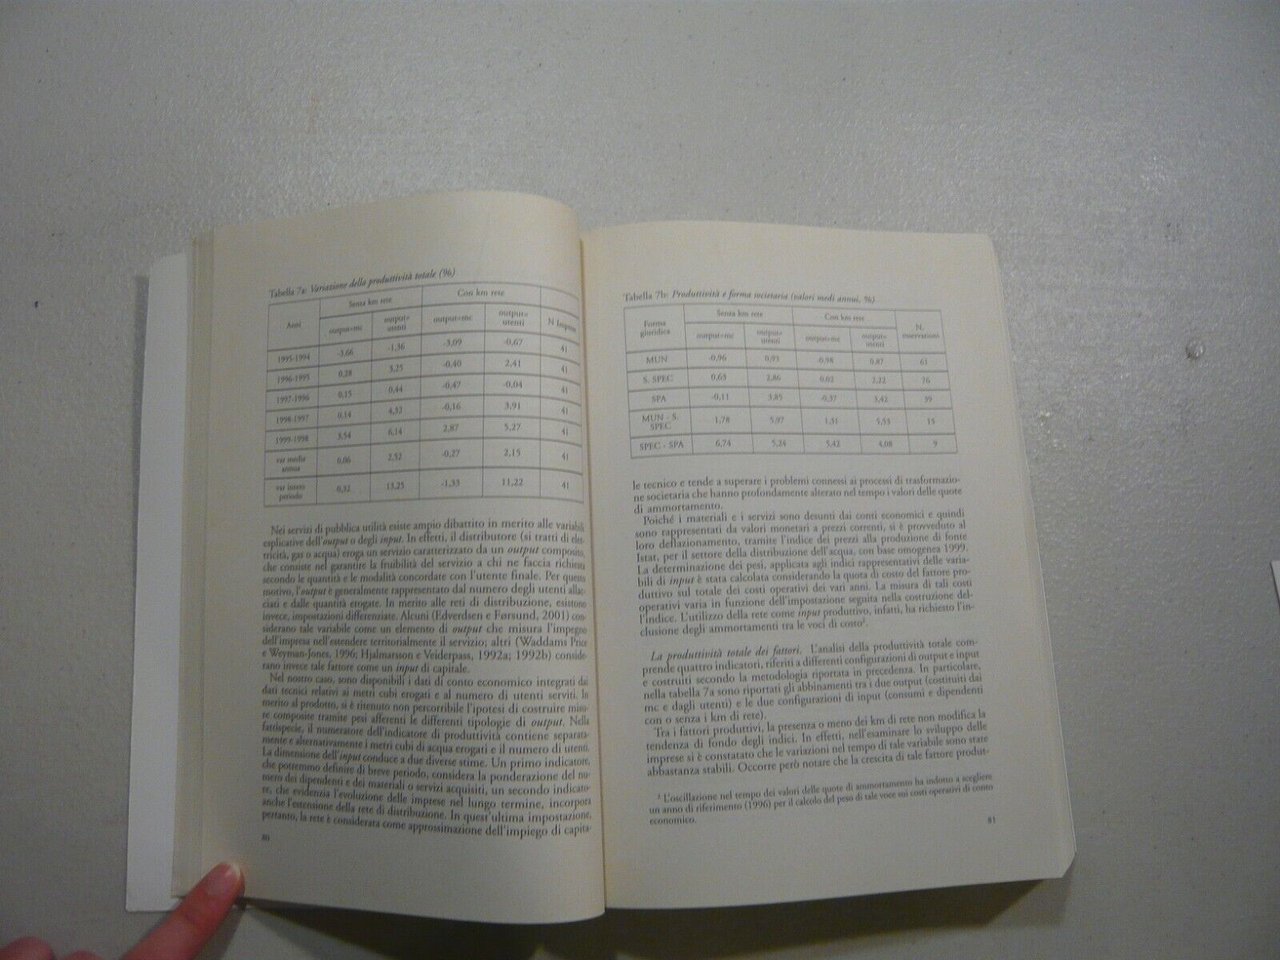 Tabella 7a: Variazione della produttività totale (%)
Anni Senza km rete Con km rete N. Imprese
output=mc output=utenti output=mc output=utenti
1995-1994 -3,66 -1,36 -3,09 -0,67 41
1996-1995 0,28 3,25 -0,40 2,41 41
1997-1996 0,15 0,44 -0,47 -0,04 41
1998-1997 0,14 4,52 -0,16 3,91 41
1999-1998 3,54 6,14 2,87 5,27 41
var media annua 0,06 2,52 -0,27 2,15 41
var intero periodo 0,32 13,25 -1,33 11,22 41
Nei servizi di pubblica utilità esiste ampio dibattito in merito alle variabili
esplicative dell'output o degli input. In effetti, il distributore (si tratti di elet-
tricità, gas o acqua) eroga un servizio caratterizzato da un output composito,
che consiste nel garantire la fruibilità del servizio a chi ne faccia richiesta
secondo le quantità e le modalità concordate con l'utente finale. Per questo
motivo, l'output è generalmente rappresentato dal numero degli utenti allac-
ciati e dalle quantità erogate. In merito alle reti di distribuzione, esistono
invece, impostazioni differenziate. Alcuni (Edverdsen e Førsund, 2001) con-
siderano tale variabile come un elemento di output che misura l'impegno
dell'impresa nell'estendere territorialmente il servizio; altri (Waddams Price
e Weyman-Jones, 1996; Hjalmarsson e Veiderpass, 1992a; 1992b) conside-
rano invece tale fattore come un input di capitale.
Nel nostro caso, sono disponibili i dati di conto economico integrati dai
dati tecnici relativi ai metri cubi erogati e al numero di utenti serviti. In
merito al prodotto, si è ritenuto non percorribile l'ipotesi di costruire misu-
re composite tramite pesi afferenti le differenti tipologie di output. Nella
fattispecie, il numeratore dell'indicatore di produttività contiene separata-
mente e alternativamente i metri cubi di acqua erogati e il numero di utenti.
La dimensione dell'input conduce a due diverse stime. Un primo indicatore,
che potremmo definire di breve periodo, considera la ponderazione del nu-
mero dei dipendenti e dei materiali o servizi acquisiti, un secondo indicato-
re, che evidenzia l'evoluzione delle imprese nel lungo termine, incorpora
anche l'estensione della rete di distribuzione. In quest'ultima impostazione,
pertanto, la rete è considerata come approssimazione dell'impiego di capita-
80
Tabella 7b: Produttività e forma societaria (valori medi annui, %)
Forma giuridica Senza km rete Con km rete N. osservazioni
output=mc output=utenti output=mc output=utenti
MUN -0,96 0,93 -0,98 0,87 63
S. SPEC 0,63 2,86 0,02 2,22 76
SPA -0,11 3,85 -0,37 3,42 39
MUN - S. SPEC 1,78 5,97 1,51 5,53 15
SPEC - SPA 6,74 5,24 5,42 4,08 9
le tecnico e tende a superare i problemi connessi ai processi di trasformazio-
ne societaria che hanno profondamente alterato nel tempo i valori delle quote
di ammortamento.
Poiché i materiali e i servizi sono desunti dai conti economici e quindi
sono rappresentati da valori monetari a prezzi correnti, si è provveduto al
loro deflazionamento, tramite l'indice dei prezzi alla produzione di fonte
Istat, per il settore della distribuzione dell'acqua, con base omogenea 1999.
La determinazione dei pesi, applicata agli indici rappresentativi delle varia-
bili di input è stata calcolata considerando la quota di costo del fattore pro-
duttivo sul totale dei costi operativi dei vari anni. La misura di tali costi
operativi varia in funzione dell'impostazione seguita nella costruzione del-
l'indice. L'utilizzo della rete come input produttivo, infatti, ha richiesto l'in-
clusione degli ammortamenti tra le voci di costo².
La produttività totale dei fattori. L'analisi della produttività totale com-
prende quattro indicatori, riferiti a differenti configurazioni di output e input
e costruiti secondo la metodologia riportata in precedenza. In particolare,
nella tabella 7a sono riportati gli abbinamenti tra i due output (costituiti dai
mc e dagli utenti) e le due configurazioni di input (consumi e dipendenti
con o senza i km di rete).
Tra i fattori produttivi, la presenza o meno dei km di rete non modifica la
tendenza di fondo degli indici. In effetti, nell'esaminare lo sviluppo delle
imprese si è constatato che le variazioni nel tempo di tale variabile sono state
abbastanza stabili. Occorre però notare che la crescita di tale fattore produt-
² L'oscillazione nel tempo dei valori delle quote di ammortamento ha indotto a scegliere
un anno di riferimento (1996) per il calcolo del peso di tale voce sui costi operativi di conto
economico.
81